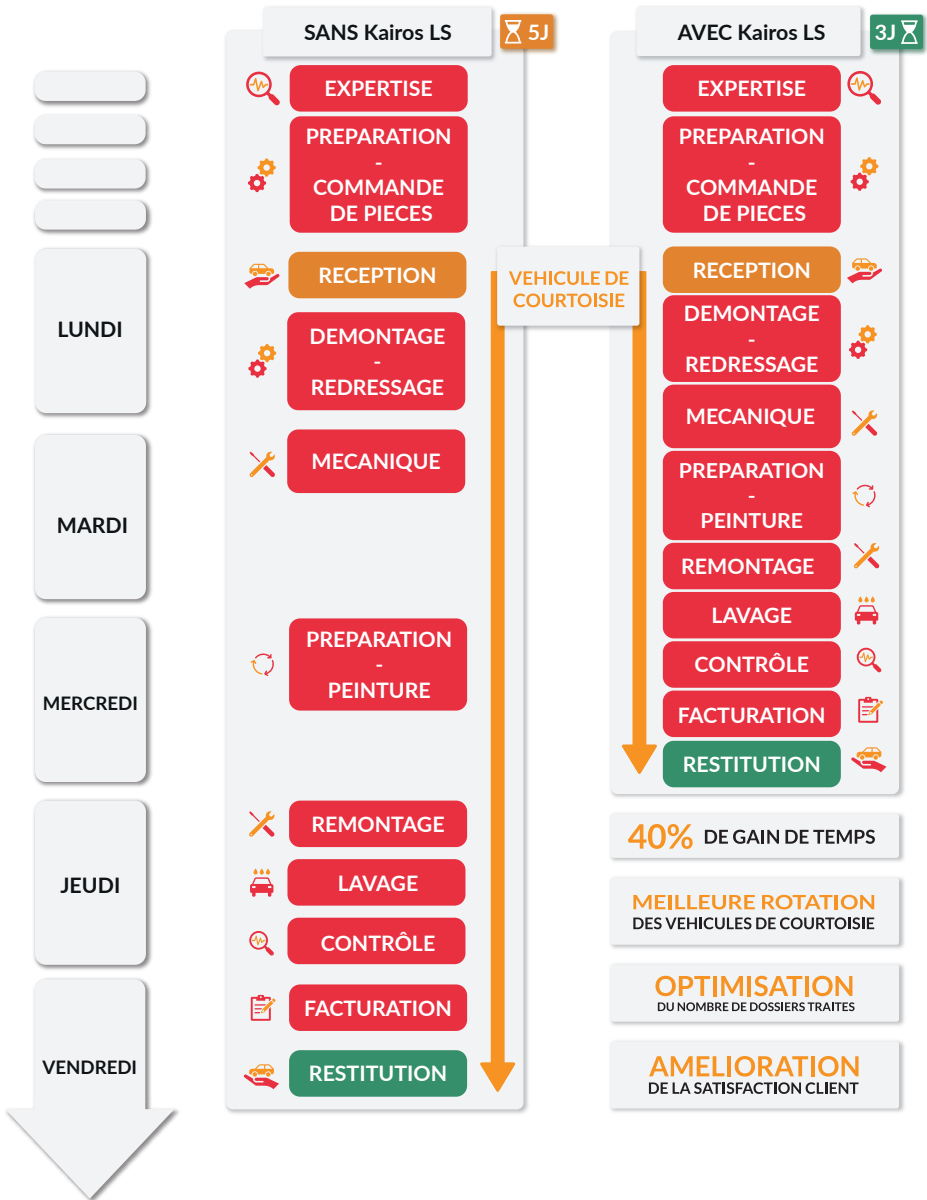 SANS Kairos LS
5J
EXPERTISE
PREPARATION
-
COMMANDE
DE PIECES
RECEPTION
DEMONTAGE
-
REDRESSAGE
MECANIQUE
PREPARATION
-
PEINTURE
REMONTAGE
LAVAGE
CONTRÔLE
FACTURATION
RESTITUTION
LUNDI
MARDI
MERCREDI
JEUDI
VENDREDI
VEHICULE DE
COURTOISIE
AVEC Kairos LS
3J
EXPERTISE
PREPARATION
-
COMMANDE
DE PIECES
RECEPTION
DEMONTAGE
-
REDRESSAGE
MECANIQUE
PREPARATION
-
PEINTURE
REMONTAGE
LAVAGE
CONTRÔLE
FACTURATION
RESTITUTION
40% DE GAIN DE TEMPS
MEILLEURE ROTATION
DES VEHICULES DE COURTOISIE
OPTIMISATION
DU NOMBRE DE DOSSIERS TRAITES
AMELIORATION
DE LA SATISFACTION CLIENT